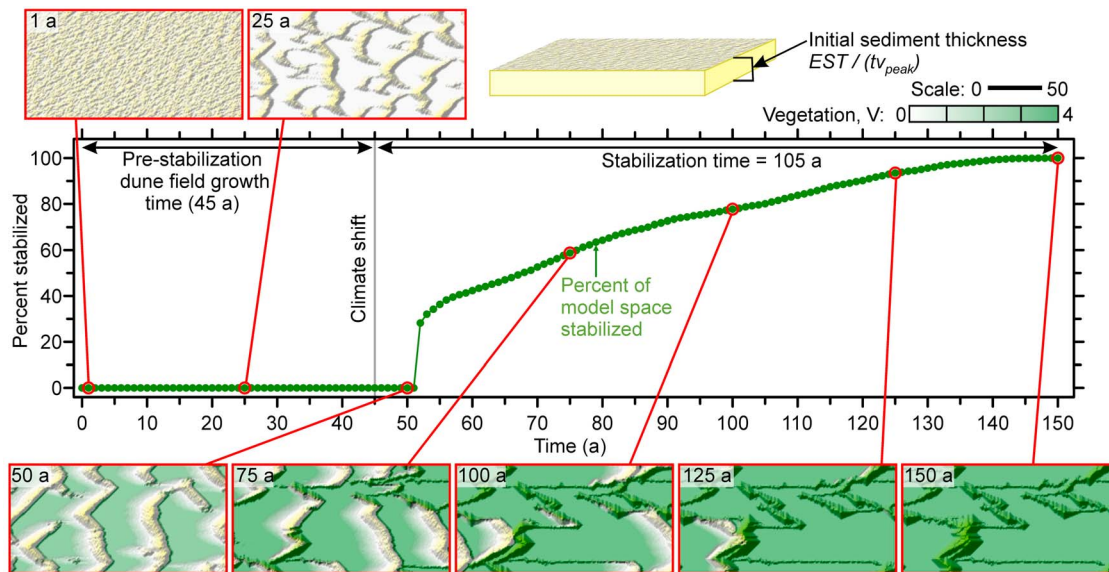 1 a
25 a
Initial sediment thickness
EST / (tv_peak)
Scale: 0 50
Vegetation, V: 0 4
Percent stabilized
100
80
60
40
20
0
Pre-stabilization
dune field growth
time (45 a)
Climate shift
Stabilization time = 105 a
Percent of
model space
stabilized
0 10 20 30 40 50 60 70 80 90 100 110 120 130 140 150
Time (a)
50 a
75 a
100 a
125 a
150 a